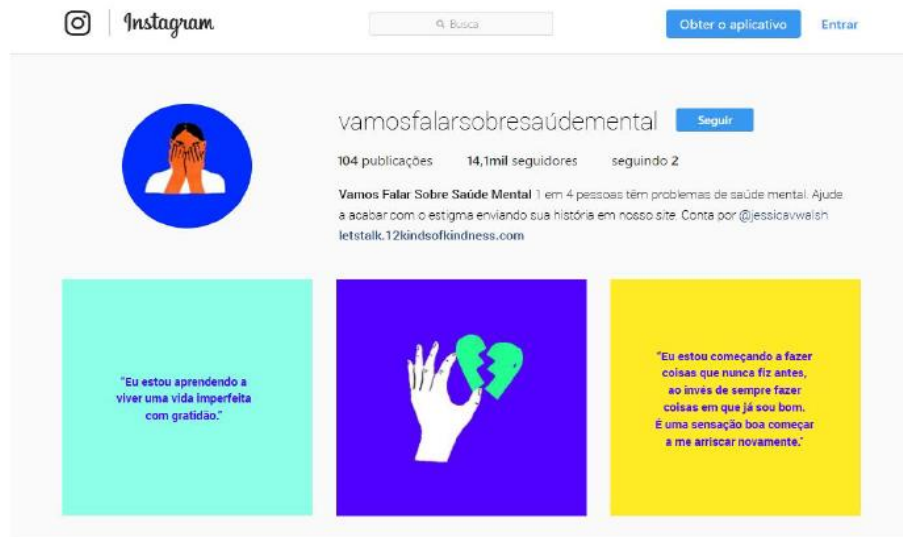 Instagram
Busca
Obter o aplicativo
Entrar
vamosfalarsobresaúdemental
Seguir
104 publicações 14,1mil seguidores seguindo 2
Vamos Falar Sobre Saúde Mental 1 em 4 pessoas têm problemas de saúde mental. Ajude
a acabar com o estigma enviando sua história em nosso site. Conta por @jessicavwalsh
letstalk.12kindsofkindness.com
"Eu estou aprendendo a
viver uma vida imperfeita
com gratidão."
"Eu estou começando a fazer
coisas que nunca fiz antes,
ao invés de sempre fazer
coisas em que já sou bom.
É uma sensação boa começar
a me arriscar novamente."